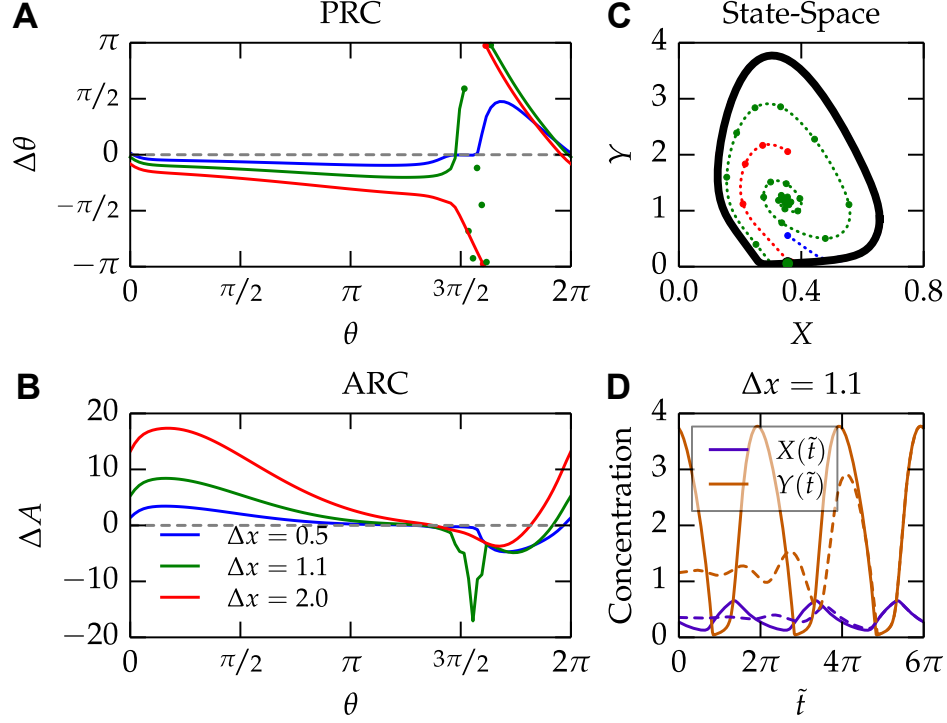 A PRC
π
π/2
0
−π/2
−π
Δθ
0 π/2 π 3π/2 2π
θ
C State-Space
4
3
2
1
0
Y
0.0 0.4 0.8
X
B ARC
20
10
0
−10
−20
ΔA
Δx = 0.5
Δx = 1.1
Δx = 2.0
0 π/2 π 3π/2 2π
θ
D Δx = 1.1
4
3
2
1
0
Concentration
X(t̃)
Y(t̃)
0 2π 4π 6π
t̃